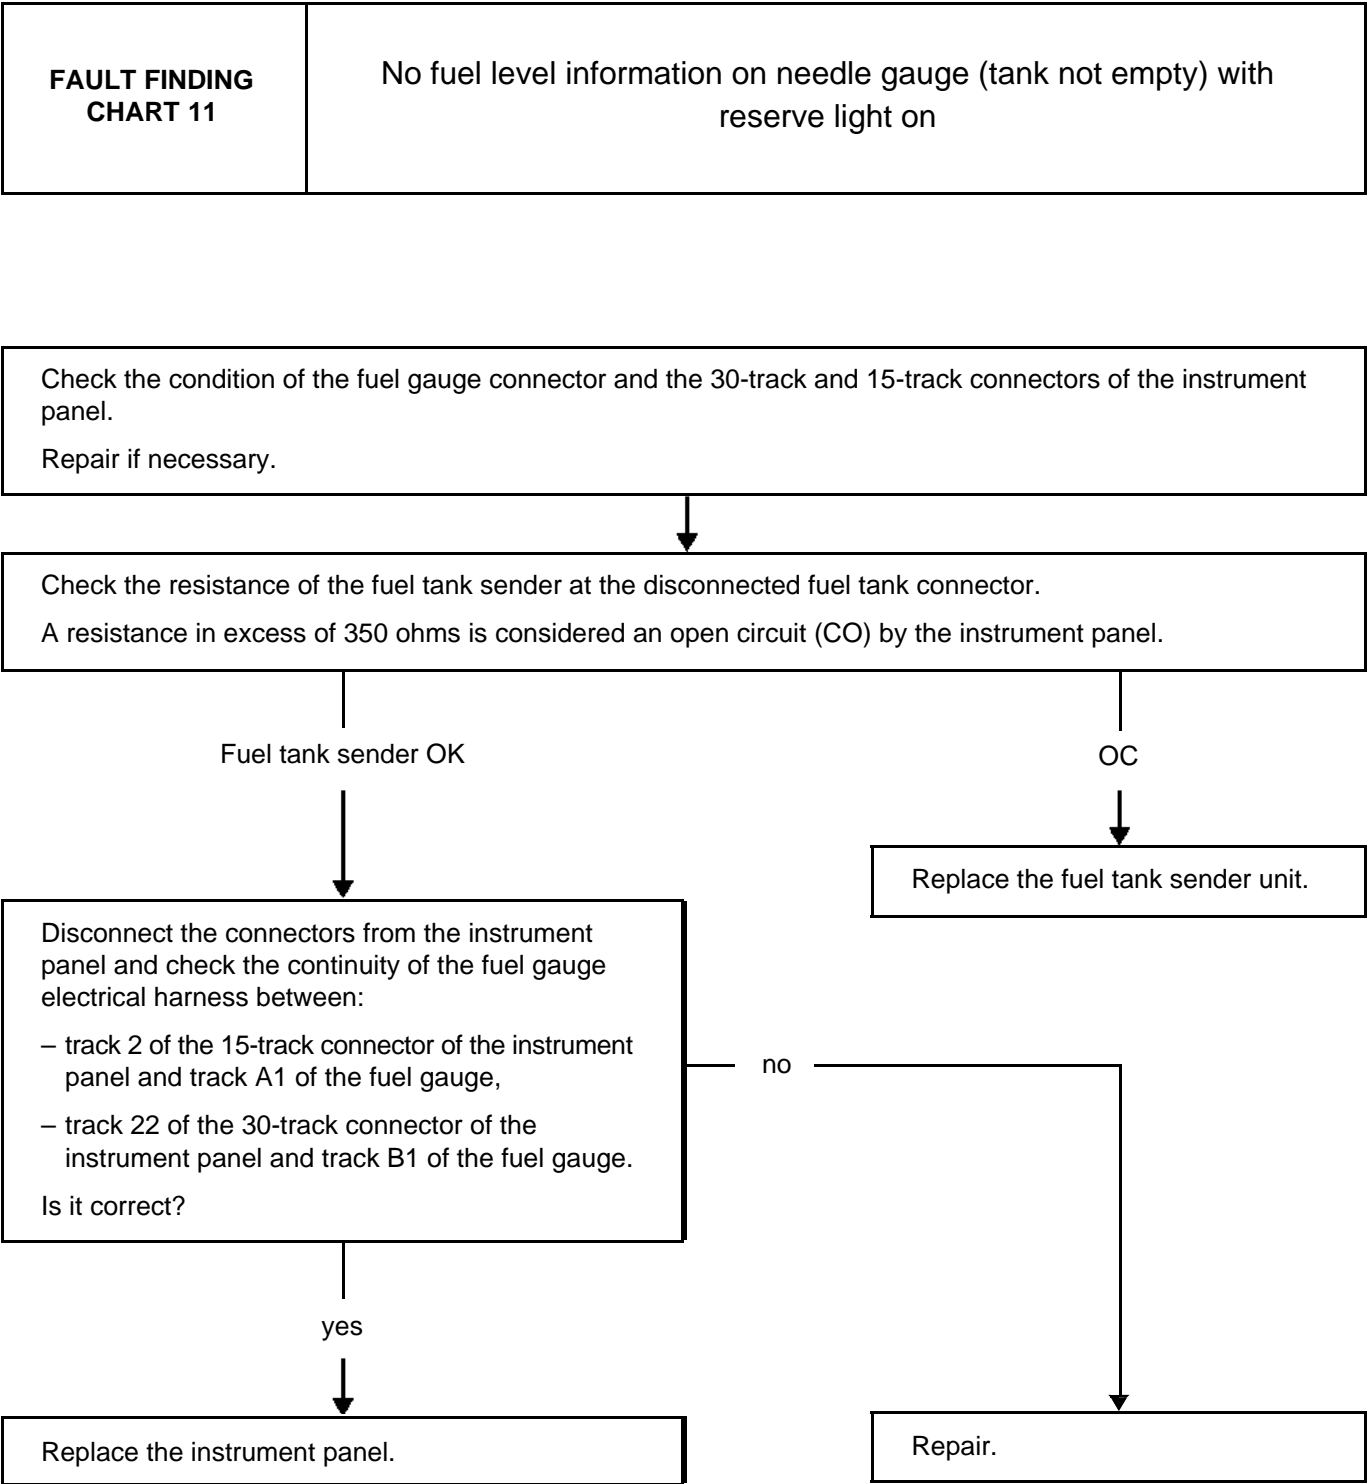 FAULT FINDING
CHART 11
No fuel level information on needle gauge (tank not empty) with
reserve light on
Check the condition of the fuel gauge connector and the 30-track and 15-track connectors of the instrument
panel.
Repair if necessary.
Check the resistance of the fuel tank sender at the disconnected fuel tank connector.
A resistance in excess of 350 ohms is considered an open circuit (CO) by the instrument panel.
Fuel tank sender OK
OC
Replace the fuel tank sender unit.
Disconnect the connectors from the instrument
panel and check the continuity of the fuel gauge
electrical harness between:
– track 2 of the 15-track connector of the instrument
panel and track A1 of the fuel gauge,
– track 22 of the 30-track connector of the
instrument panel and track B1 of the fuel gauge.
Is it correct?
no
yes
Replace the instrument panel.
Repair.